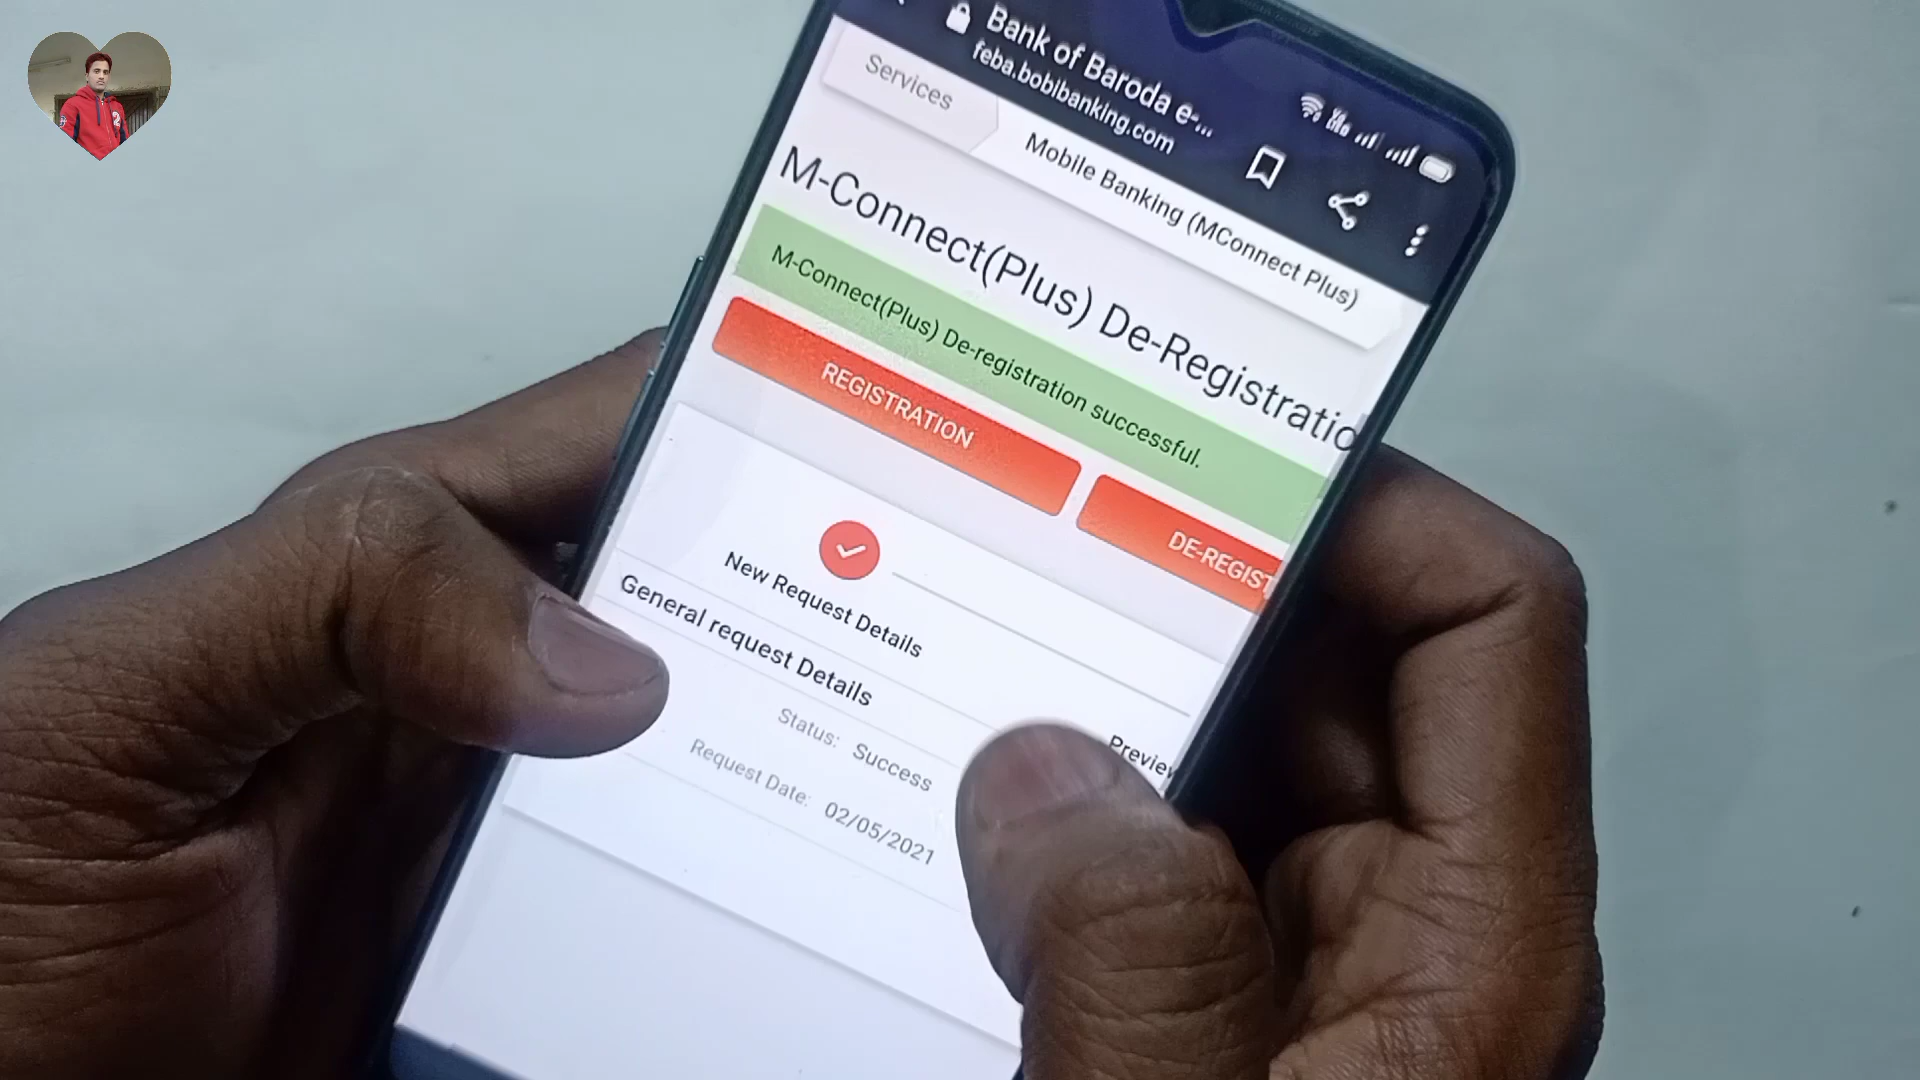 Bank of Baroda e-...
feba.bobibanking.com
Services
Mobile Banking (MConnect Plus)
M-Connect(Plus) De-Registratio
M-Connect(Plus) De-registration successful.
REGISTRATION
DE-REGIST
New Request Details
Preview
General request Details
Status: Success
Request Date: 02/05/2021